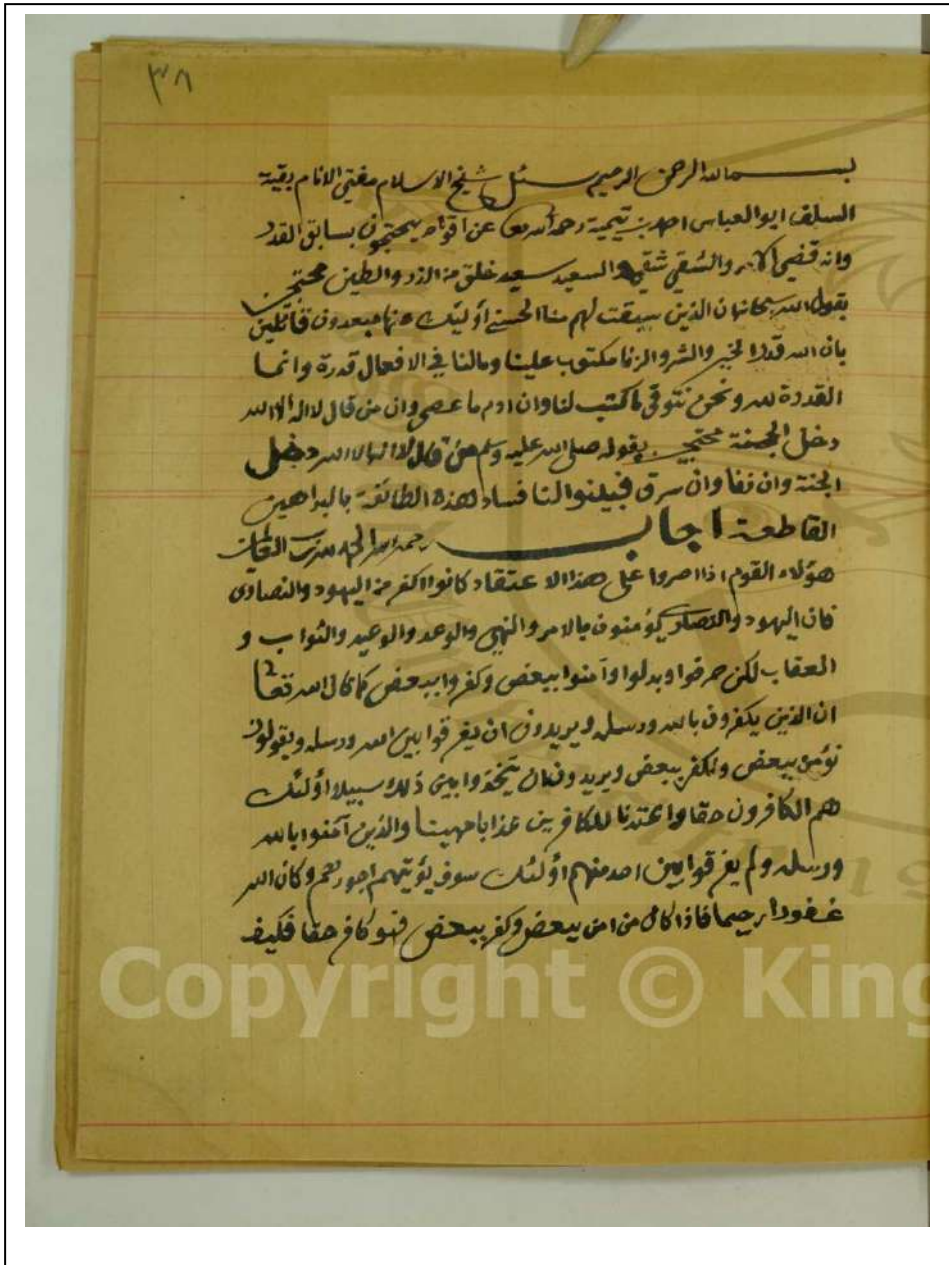 ٣٨
بسم الله الرحمن الرحيم سئل شيخ الاسلام مفتي الانام بقية
السلف ابو العباس احمد بن تيمية رحمه الله تعا عن اقوام يحتجون بسابق القدر
وانه قضي الامر والشقي شقي والسعيد سعيد خلق من الذر والطين محتجين
بقول الله سبحانه ان الذين سبقت لهم منا الحسنى أولئك عنها مبعدون قائلين
بان الله قدر الخير والشر والزنا مكتوب علينا ومالنا في الافعال قدرة وانما
القدرة لله ونحن نتوقى ما كتب لنا وان ادم ما عصى وان من قال لا اله الا الله
دخل الجنة محتجين بقوله صلى الله عليه وسلم من قال لا اله الا الله دخل
الجنة وان زنا وان سرق فبينوا لنا فساد هذه الطائفة بالبراهين
القاطعة اجاب رحمه الله الحمد لله رب العالمين
هؤلاء القوم اذا اصروا على هذا الاعتقاد كانوا اكفر من اليهود والنصارى
فان اليهود والنصارى يؤمنون بالامر والنهي والوعد والوعيد والثواب و
العقاب لكن حرفوا وبدلوا وآمنوا ببعض وكفروا ببعض كما قال الله تعا
ان الذين يكفرون بالله ورسله ويريدون ان يفرقوا بين الله ورسله ويقولون
نؤمن ببعض ونكفر ببعض ويريدون ان يتخذوا بين ذلك سبيلا اولئك
هم الكافرون حقا واعتدنا للكافرين عذابا مهينا والذين آمنوا بالله
ورسله ولم يفرقوا بين احد منهم اولئك سوف يؤتيهم اجورهم وكان الله
غفورا رحيما فاذا كان من امن ببعض وكفر ببعض فهو كافر حقا فكيف
Copyright © King